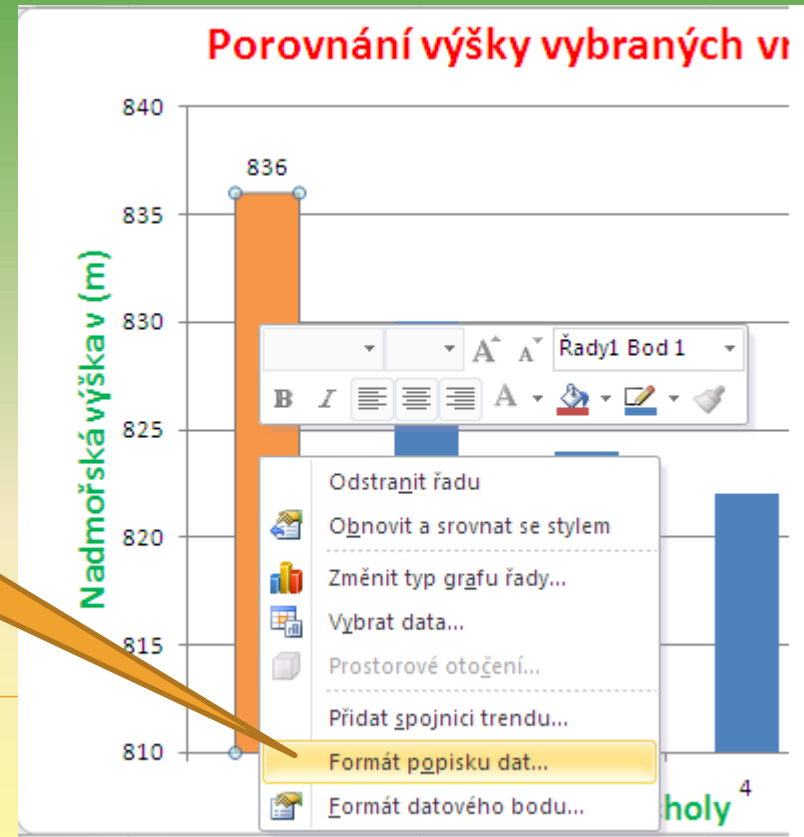 Porovnání výšky vybraných
840
836
835
830
825
820
815
810
Nadmořská výška v (m)
A A Řady1 Bod 1
B I A
Odstranit řadu
Obnovit a srovnat se stylem
Změnit typ grafu řady...
Vybrat data...
Prostorové otočení...
Přidat spojnici trendu...
Formát popisku dat...
Formát datového bodu...
4
holy